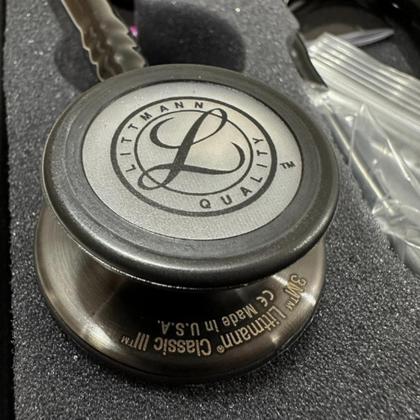 LITTMANN
L
QUALITY
TM
3M™ Littmann® Classic III™
CE Made in U.S.A.